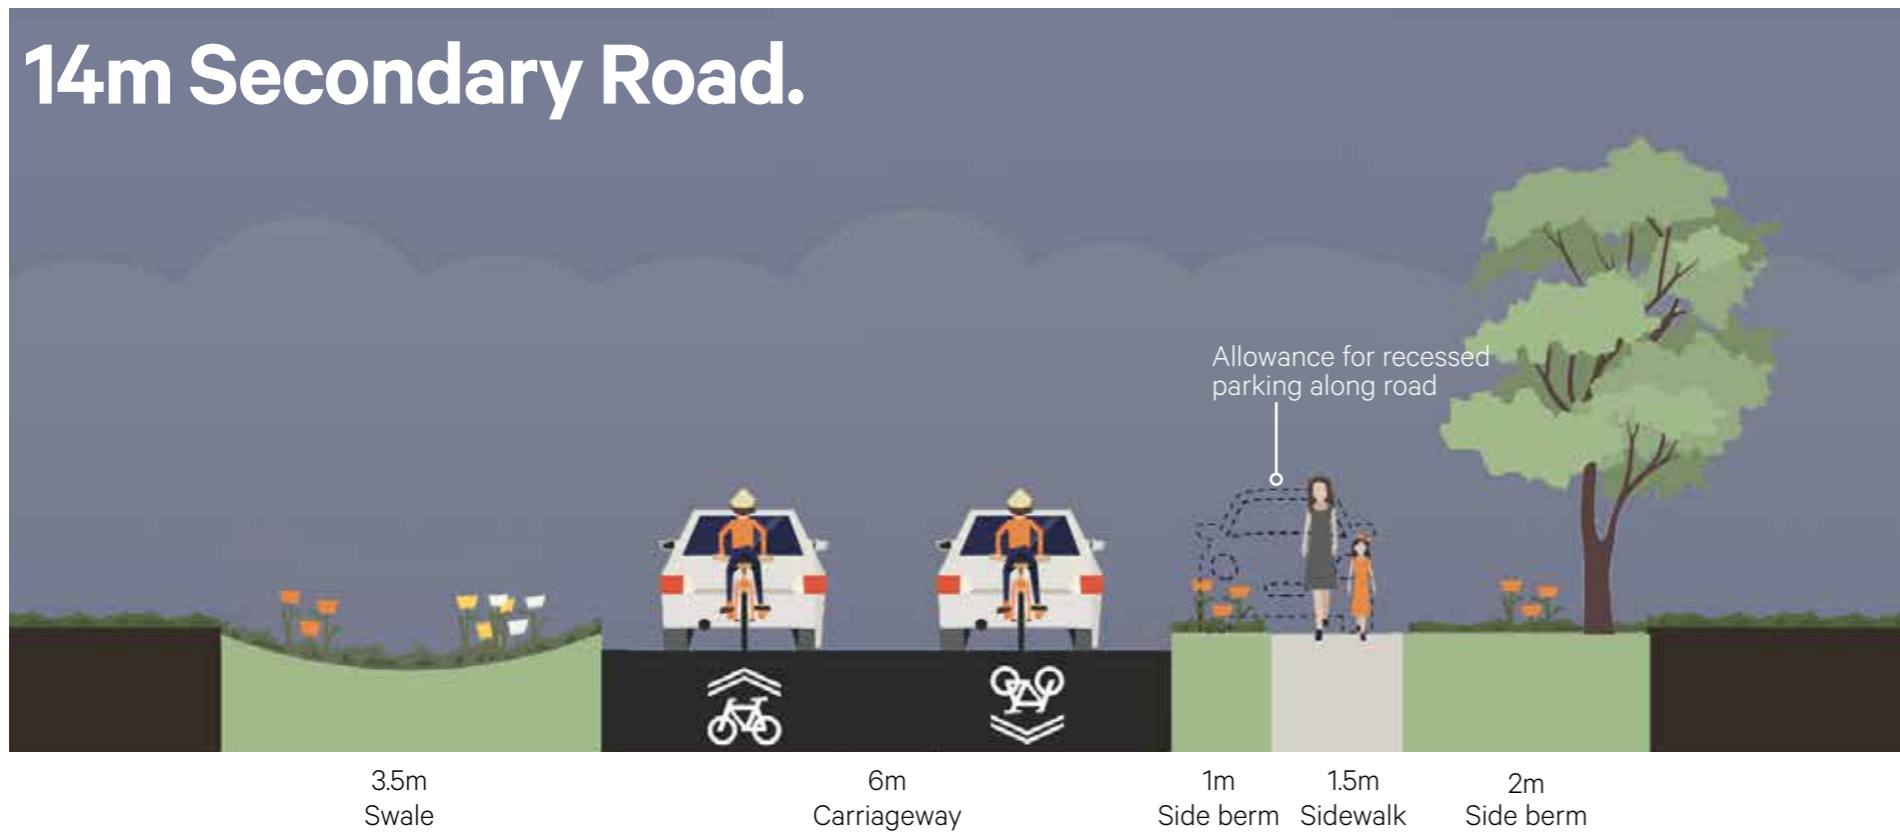 14m Secondary Road.
Allowance for recessed
parking along road
3.5m
Swale
6m
Carriageway
1m
Side berm
1.5m
Sidewalk
2m
Side berm